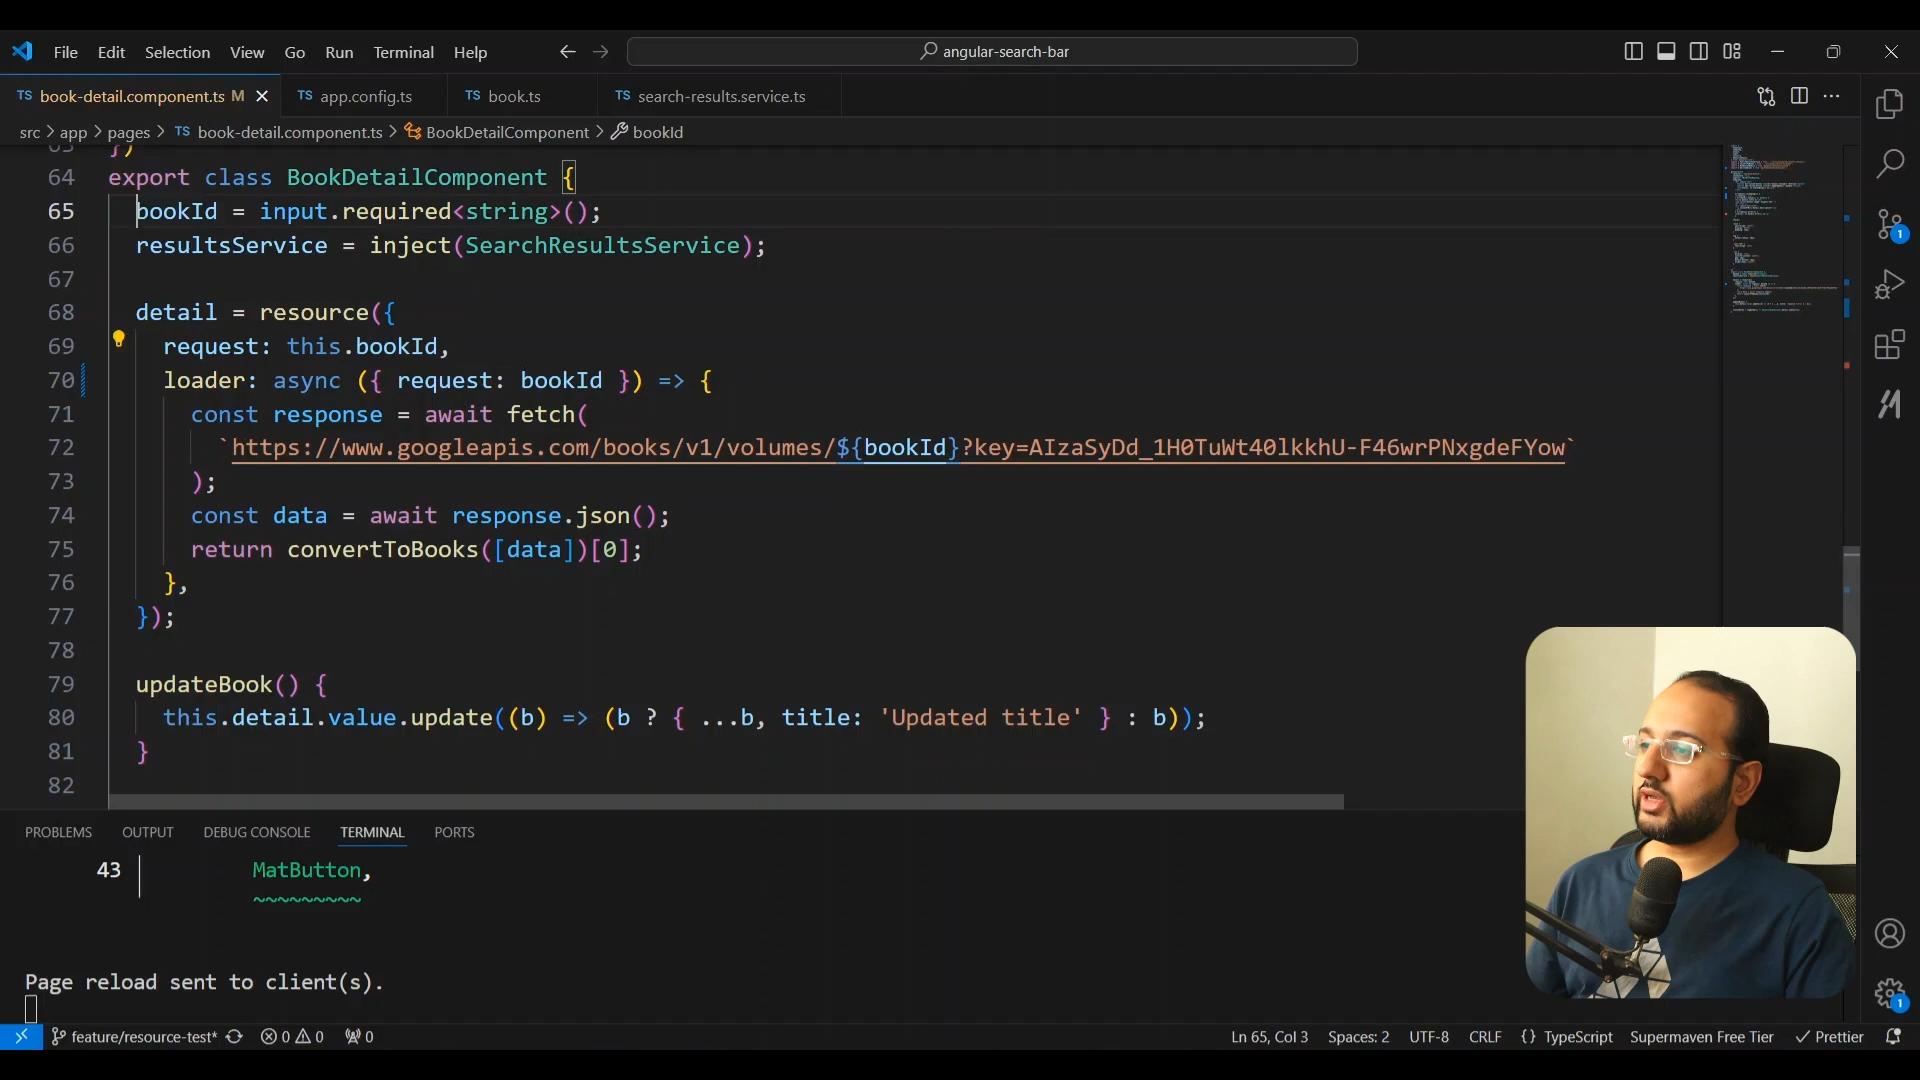 File Edit Selection View Go Run Terminal Help angular-search-bar
TS book-detail.component.ts M TS app.config.ts TS book.ts TS search-results.service.ts
src > app > pages > TS book-detail.component.ts > BookDetailComponent > bookId
63 })
64 export class BookDetailComponent {
65 bookId = input.required<string>();
66 resultsService = inject(SearchResultsService);
67
68 detail = resource({
69 request: this.bookId,
70 loader: async ({ request: bookId }) => {
71 const response = await fetch(
72 `https://www.googleapis.com/books/v1/volumes/${bookId}?key=AIzaSyDd_1H0TuWt40lkkhU-F46wrPNxgdeFYow`
73 );
74 const data = await response.json();
75 return convertToBooks([data])[0];
76 },
77 });
78
79 updateBook() {
80 this.detail.value.update((b) => (b ? { ...b, title: 'Updated title' } : b));
81 }
82
PROBLEMS OUTPUT DEBUG CONSOLE TERMINAL PORTS
43 MatButton,
~~~~~~~~~
Page reload sent to client(s).
feature/resource-test* 0 0 0 Ln 65, Col 3 Spaces: 2 UTF-8 CRLF {} TypeScript Supermaven Free Tier Prettier
1
1